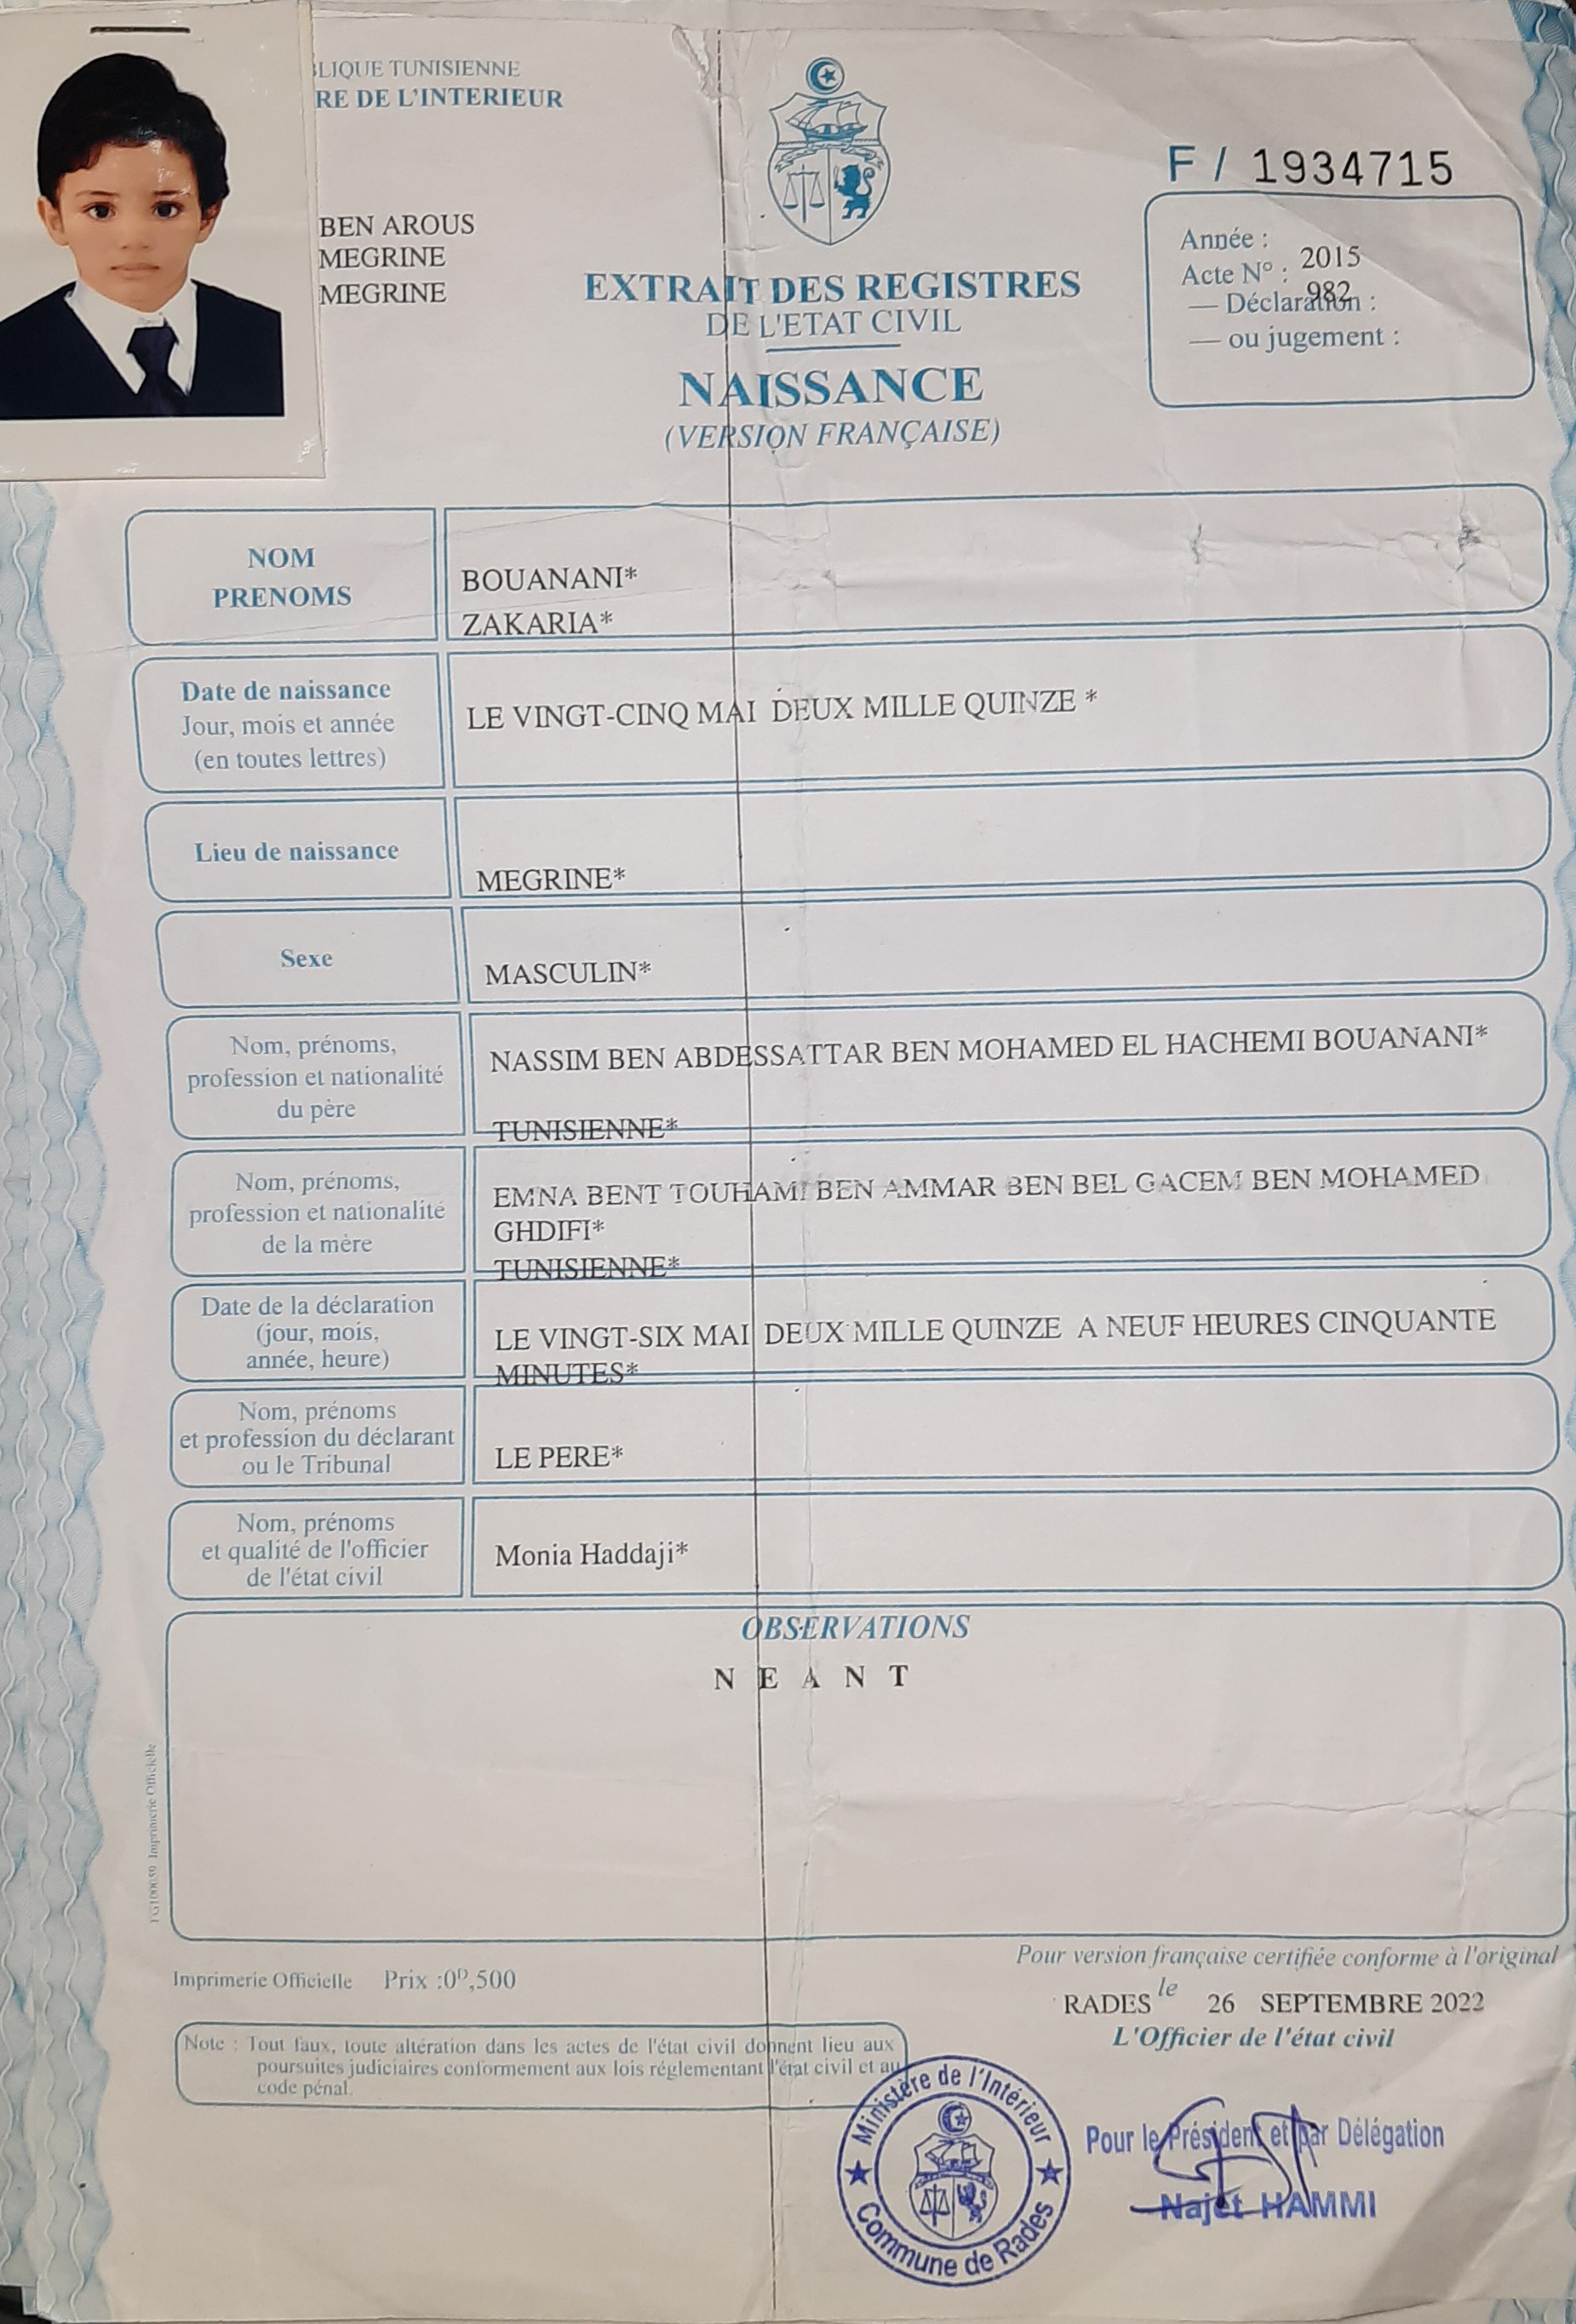 BLIQUE TUNISIENNE
RE DE L'INTERIEUR
BEN AROUS
MEGRINE
MEGRINE
F / 1934715
Année :
2015
Acte N° :
982
— Déclaration :
— ou jugement :
EXTRAIT DES REGISTRES
DE L'ETAT CIVIL
NAISSANCE
(VERSION FRANÇAISE)
NOM
PRENOMS
BOUANANI*
ZAKARIA*
Date de naissance
Jour, mois et année
(en toutes lettres)
LE VINGT-CINQ MAI DEUX MILLE QUINZE *
Lieu de naissance
MEGRINE*
Sexe
MASCULIN*
Nom, prénoms,
profession et nationalité
du père
NASSIM BEN ABDESSATTAR BEN MOHAMED EL HACHEMI BOUANANI*
TUNISIENNE*
Nom, prénoms,
profession et nationalité
de la mère
EMNA BENT TOUHAMI BEN AMMAR BEN BEL GACEM BEN MOHAMED
GHDIFI*
TUNISIENNE*
Date de la déclaration
(jour, mois,
année, heure)
LE VINGT-SIX MAI DEUX MILLE QUINZE A NEUF HEURES CINQUANTE
MINUTES*
Nom, prénoms
et profession du déclarant
ou le Tribunal
LE PERE*
Nom, prénoms
et qualité de l'officier
de l'état civil
Monia Haddaji*
OBSERVATIONS
N E A N T
Imprimerie Officielle
Imprimerie Officielle Prix :0D,500
Pour version française certifiée conforme à l'original
RADES le 26 SEPTEMBRE 2022
L'Officier de l'état civil
Note : Tout faux, toute altération dans les actes de l'état civil donnent lieu aux
poursuites judiciaires conformement aux lois réglementant l'état civil et au
code pénal.
Ministère de l'Intérieur
Commune de Rades
Pour le Président et par Délégation
Najet HAMMI